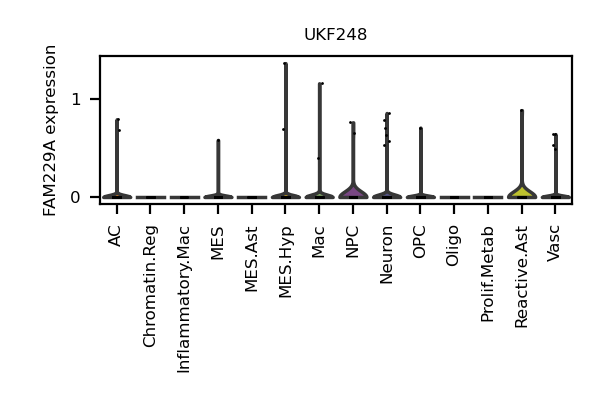 UKF248
FAM229A expression
1
0
AC
Chromatin.Reg
Inflammatory.Mac
MES
MES.Ast
MES.Hyp
Mac
NPC
Neuron
OPC
Oligo
Prolif.Metab
Reactive.Ast
Vasc